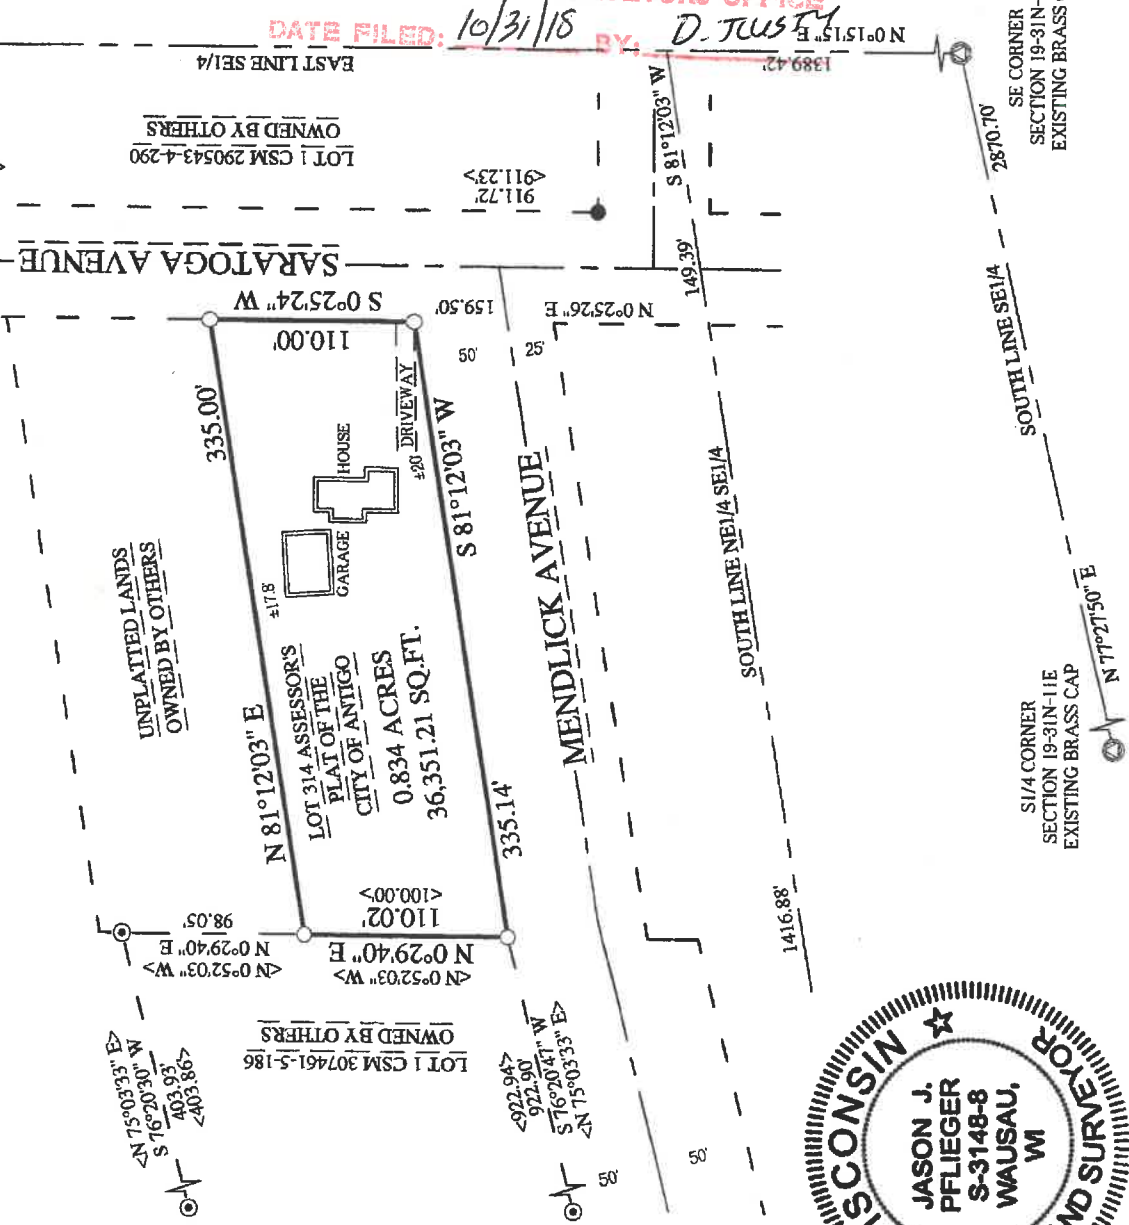 DATE FILED: 10/31/18 BY: D. JUSTY
N 0°15'15" E
1389.42'
EAST LINE SE1/4
SE CORNER
SECTION 19-31N-
EXISTING BRASS
LOT 1 CSM 290543-4-290
OWNED BY OTHERS
911.72'
<911.23'>
S 81°12'03" W
2870.70'
SARATOGA AVENUE
149.39'
S 0°25'24" W
110.00'
159.50'
N 0°25'26" E
50'
25'
335.00'
DRIVEWAY
±20'
HOUSE
GARAGE
S 81°12'03" W
SOUTH LINE SE1/4
UNPLATTED LANDS
OWNED BY OTHERS
±17.8'
MENDLICK AVENUE
SOUTH LINE NE1/4 SE1/4
N 77°27'50" E
N 81°12'03" E
LOT 314 ASSESSOR'S
PLAT OF THE
CITY OF ANTIGO
0.834 ACRES
36,351.21 SQ.FT.
335.14'
S1/4 CORNER
SECTION 19-31N-11E
EXISTING BRASS CAP
98.05'
N 0°29'40" E
<N 0°52'03" W>
<100.00'>
110.02'
N 0°29'40" E
<N 0°52'03" W>
1416.88'
LOT 1 CSM 307461-5-186
OWNED BY OTHERS
<N 75°03'33" E>
S 76°20'30" W
403.93'
<403.86'>
<922.94'>
922.90'
S 76°20'47" W
<N 75°03'33" E>
50'
50'
ISCONSIN
JASON J.
PFLIEGER
S-3148-8
WAUSAU,
WI
ND SURVEYOR